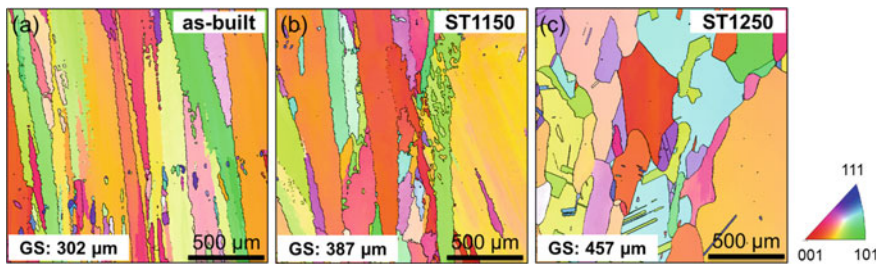 (a) as-built
GS: 302 µm
500 µm
(b) ST1150
GS: 387 µm
500 µm
(c) ST1250
GS: 457 µm
500 µm
111
001 101